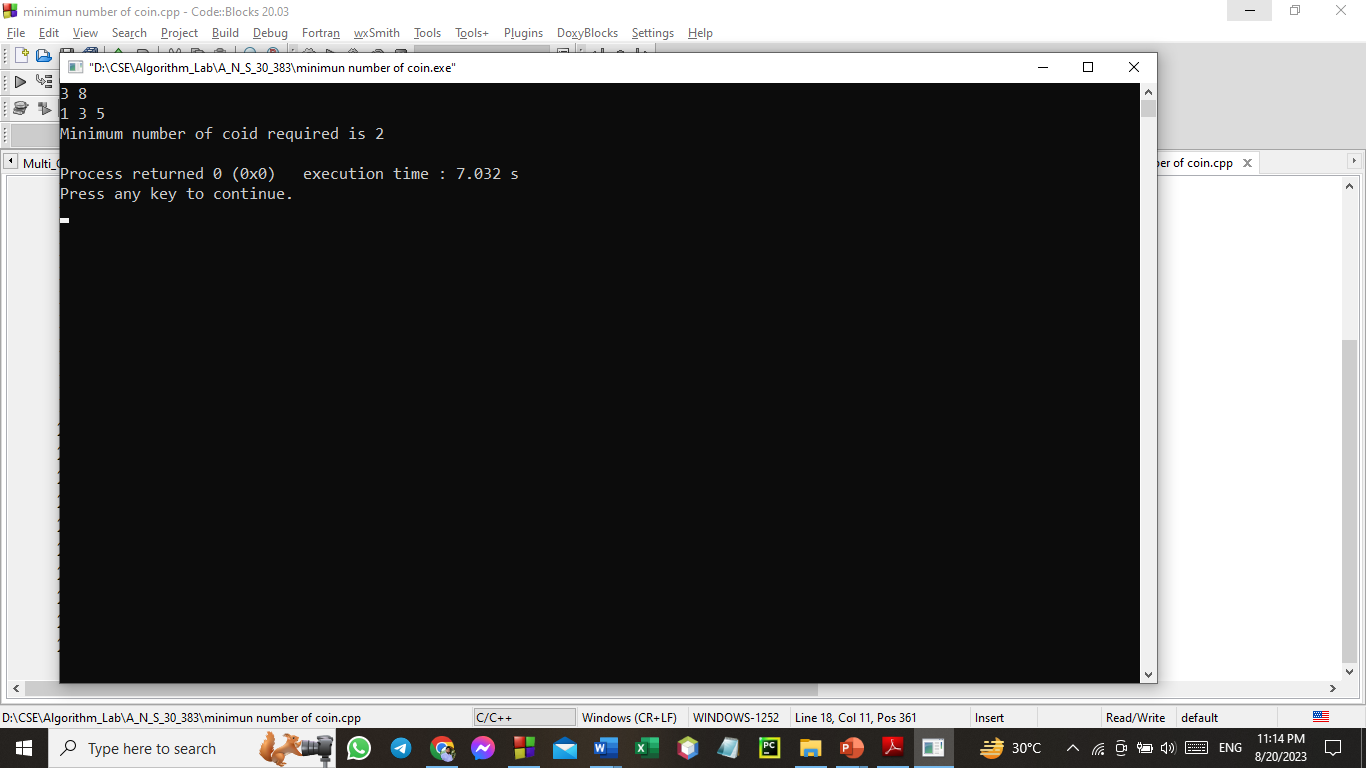 minimun number of coin.cpp - Code::Blocks 20.03
File Edit View Search Project Build Debug Fortran wxSmith Tools Tools+ Plugins DoxyBlocks Settings Help
"D:\CSE\Algorithm_Lab\A_N_S_30_383\minimun number of coin.exe"
3 8
1 3 5
Minimum number of coid required is 2
Multi_
er of coin.cpp
Process returned 0 (0x0)   execution time : 7.032 s
Press any key to continue.
D:\CSE\Algorithm_Lab\A_N_S_30_383\minimun number of coin.cpp C/C++ Windows (CR+LF) WINDOWS-1252 Line 18, Col 11, Pos 361 Insert Read/Write default
Type here to search
PC
30°C
ENG
11:14 PM
8/20/2023